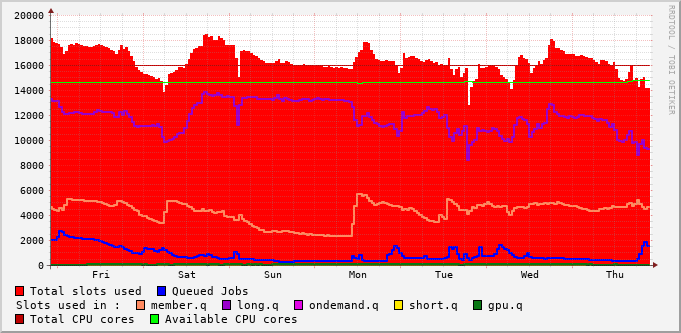 20000
18000
16000
14000
12000
10000
8000
6000
4000
2000
0
Fri Sat Sun Mon Tue Wed Thu
RRDTOOL / TOBI OETIKER
Total slots used Queued Jobs
Slots used in : member.q long.q ondemand.q short.q gpu.q
Total CPU cores Available CPU cores